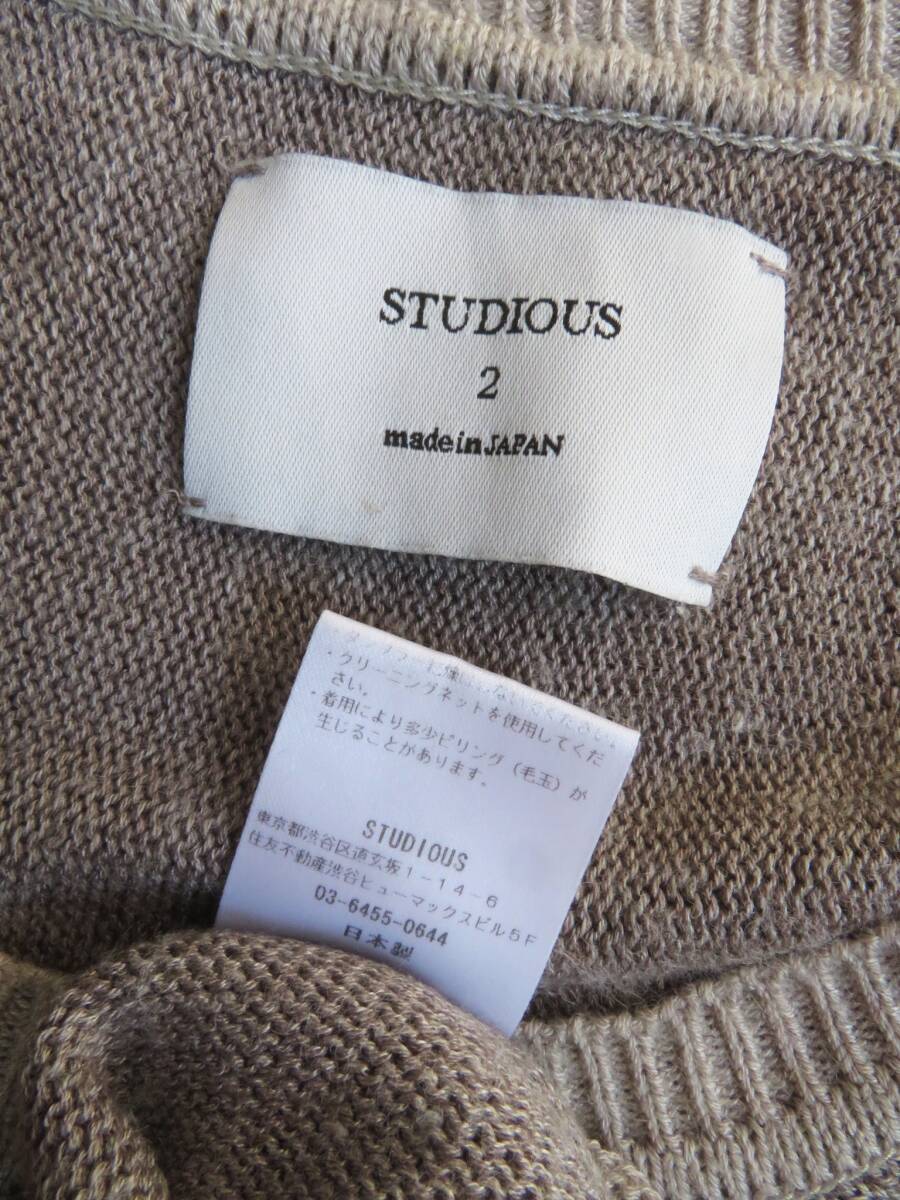 STUDIOUS
2
made in JAPAN
・クリーニングネットを使用してくだ
さい。
・着用により多少ピリング（毛玉）が
生じることがあります。
STUDIOUS
東京都渋谷区道玄坂1-14-6
住友不動産渋谷ヒューマックスビル5F
03-6455-0644
日本製